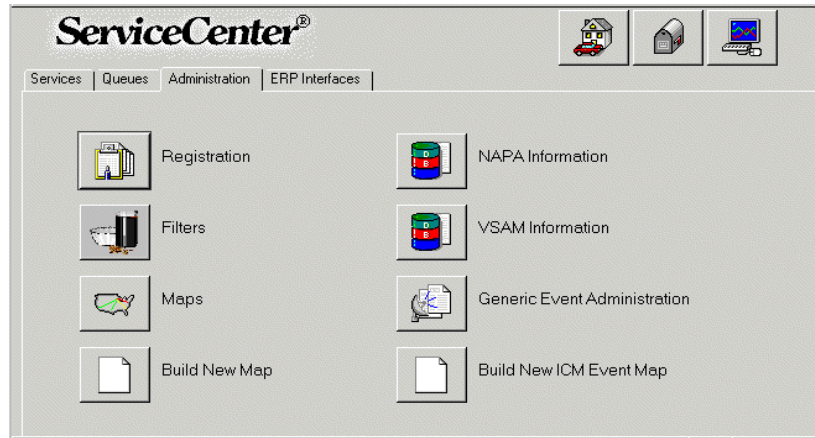 ServiceCenter®
Services Queues Administration ERP Interfaces
Registration
NAPA Information
Filters
VSAM Information
Maps
Generic Event Administration
Build New Map
Build New ICM Event Map